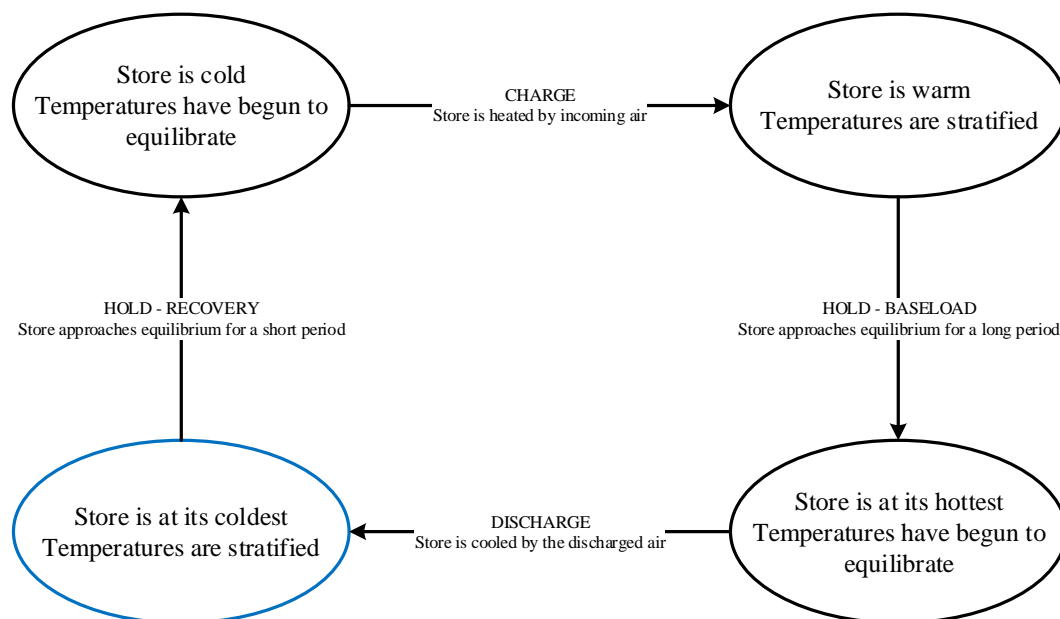 Store is cold
Temperatures have begun to
equilibrate
CHARGE
Store is heated by incoming air
Store is warm
Temperatures are stratified
HOLD - RECOVERY
Store approaches equilibrium for a short period
HOLD - BASELOAD
Store approaches equilibrium for a long period
Store is at its coldest
Temperatures are stratified
DISCHARGE
Store is cooled by the discharged air
Store is at its hottest
Temperatures have begun to
equilibrate